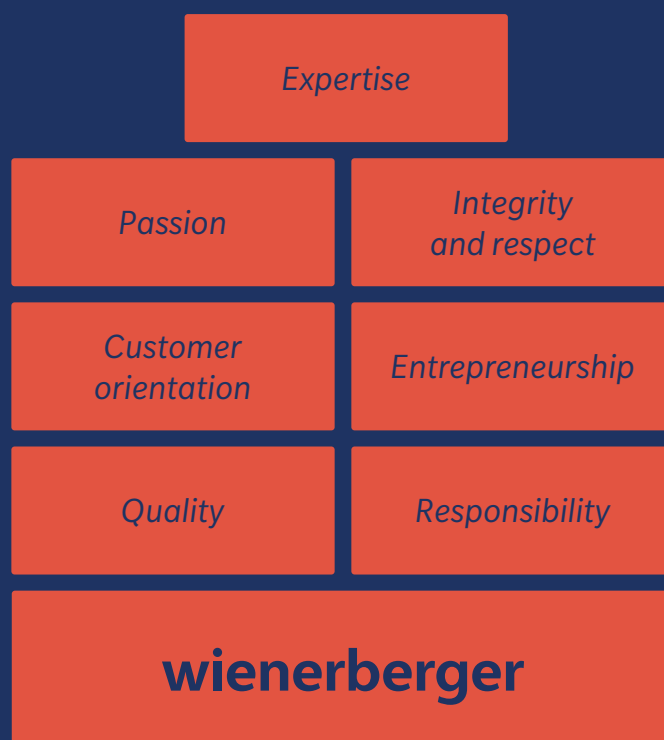 Expertise
Passion
Integrity
and respect
Customer
orientation
Entrepreneurship
Quality
Responsibility
wienerberger